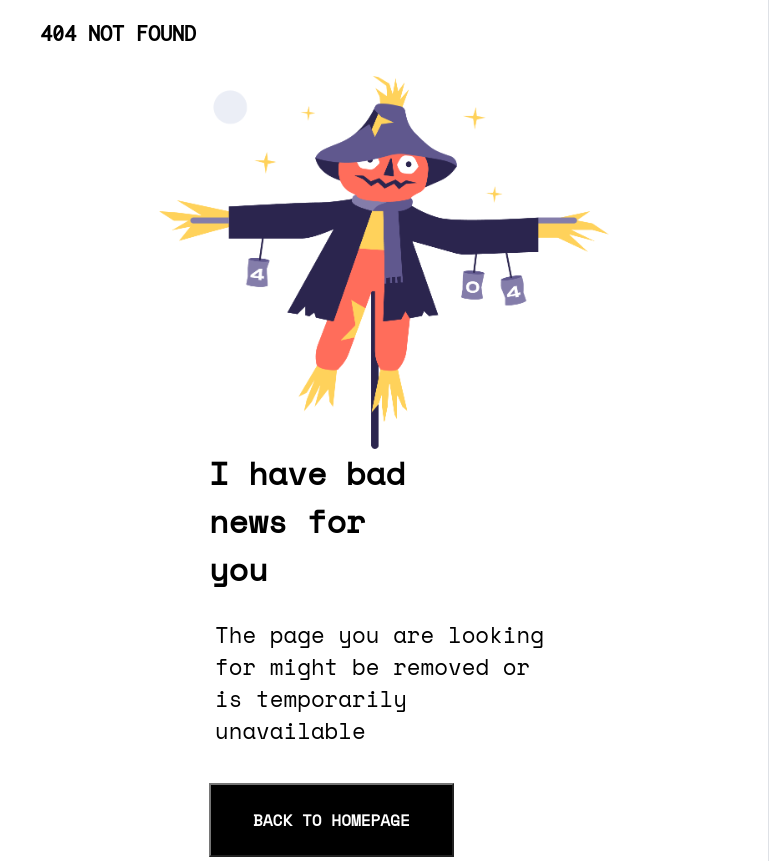 404 NOT FOUND
4
0 4
I have bad
news for
you
The page you are looking
for might be removed or
is temporarily
unavailable
BACK TO HOMEPAGE